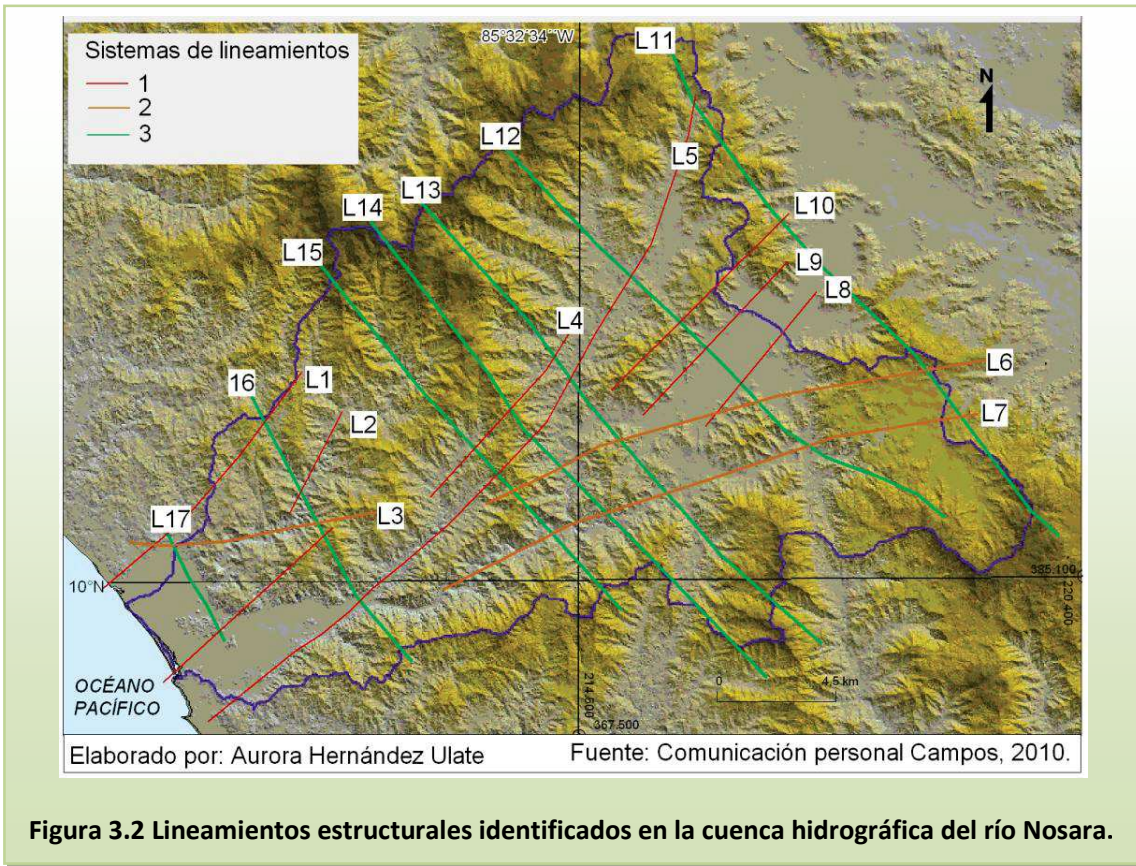 Sistemas de lineamientos
1
2
3
85°32´34´´W
N
L11
L12
L5
L13
L10
L14
L15
L9
L8
L4
L6
16
L1
L7
L2
L17
L3
10°N
385.100
220.400
OCÉANO
PACÍFICO
0 4,5 km
214.600
367.500
Elaborado por: Aurora Hernández Ulate
Fuente: Comunicación personal Campos, 2010.
Figura 3.2 Lineamientos estructurales identificados en la cuenca hidrográfica del río Nosara.